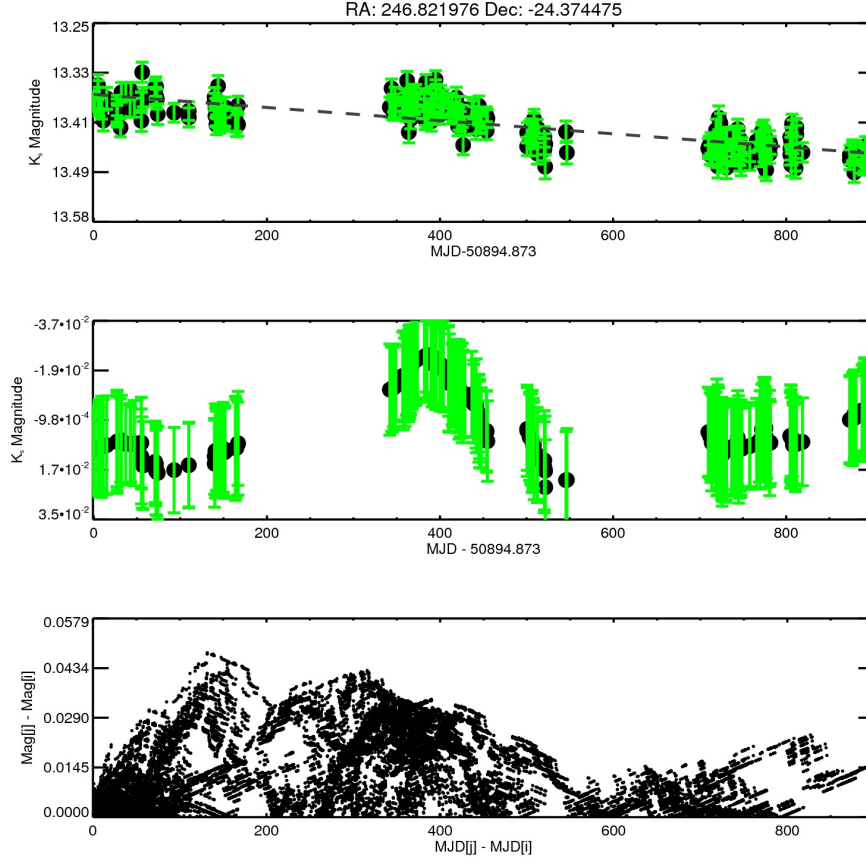 RA: 246.821976 Dec: -24.374475
13.25
13.33
13.41
13.49
13.58
Ks Magnitude
0 200 400 600 800
MJD-50894.873
-3.7•10-2
-1.9•10-2
-9.8•10-4
1.7•10-2
3.5•10-2
Ks Magnitude
0 200 400 600 800
MJD - 50894.873
0.0579
0.0434
0.0290
0.0145
0.0000
Mag[j] - Mag[i]
0 200 400 600 800
MJD[j] - MJD[i]